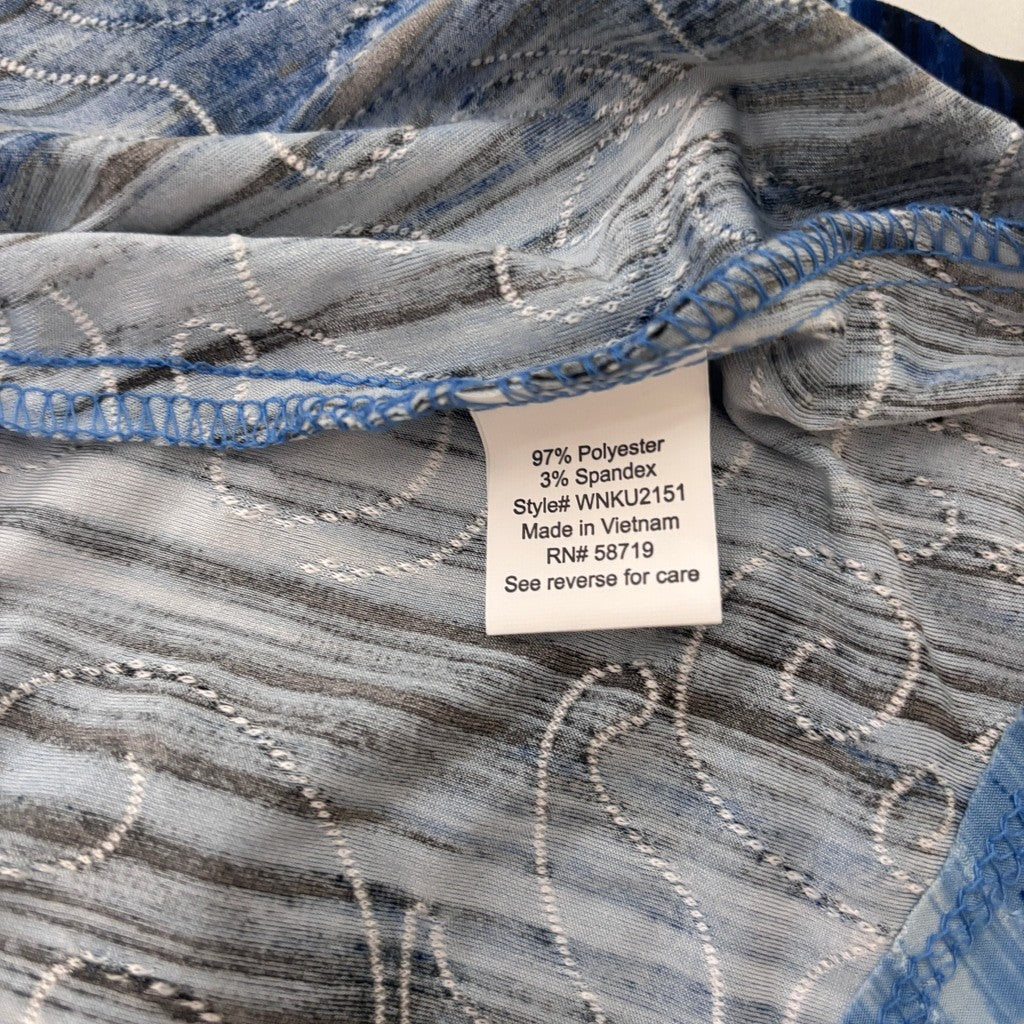 97% Polyester
3% Spandex
Style# WNKU2151
Made in Vietnam
RN# 58719
See reverse for care